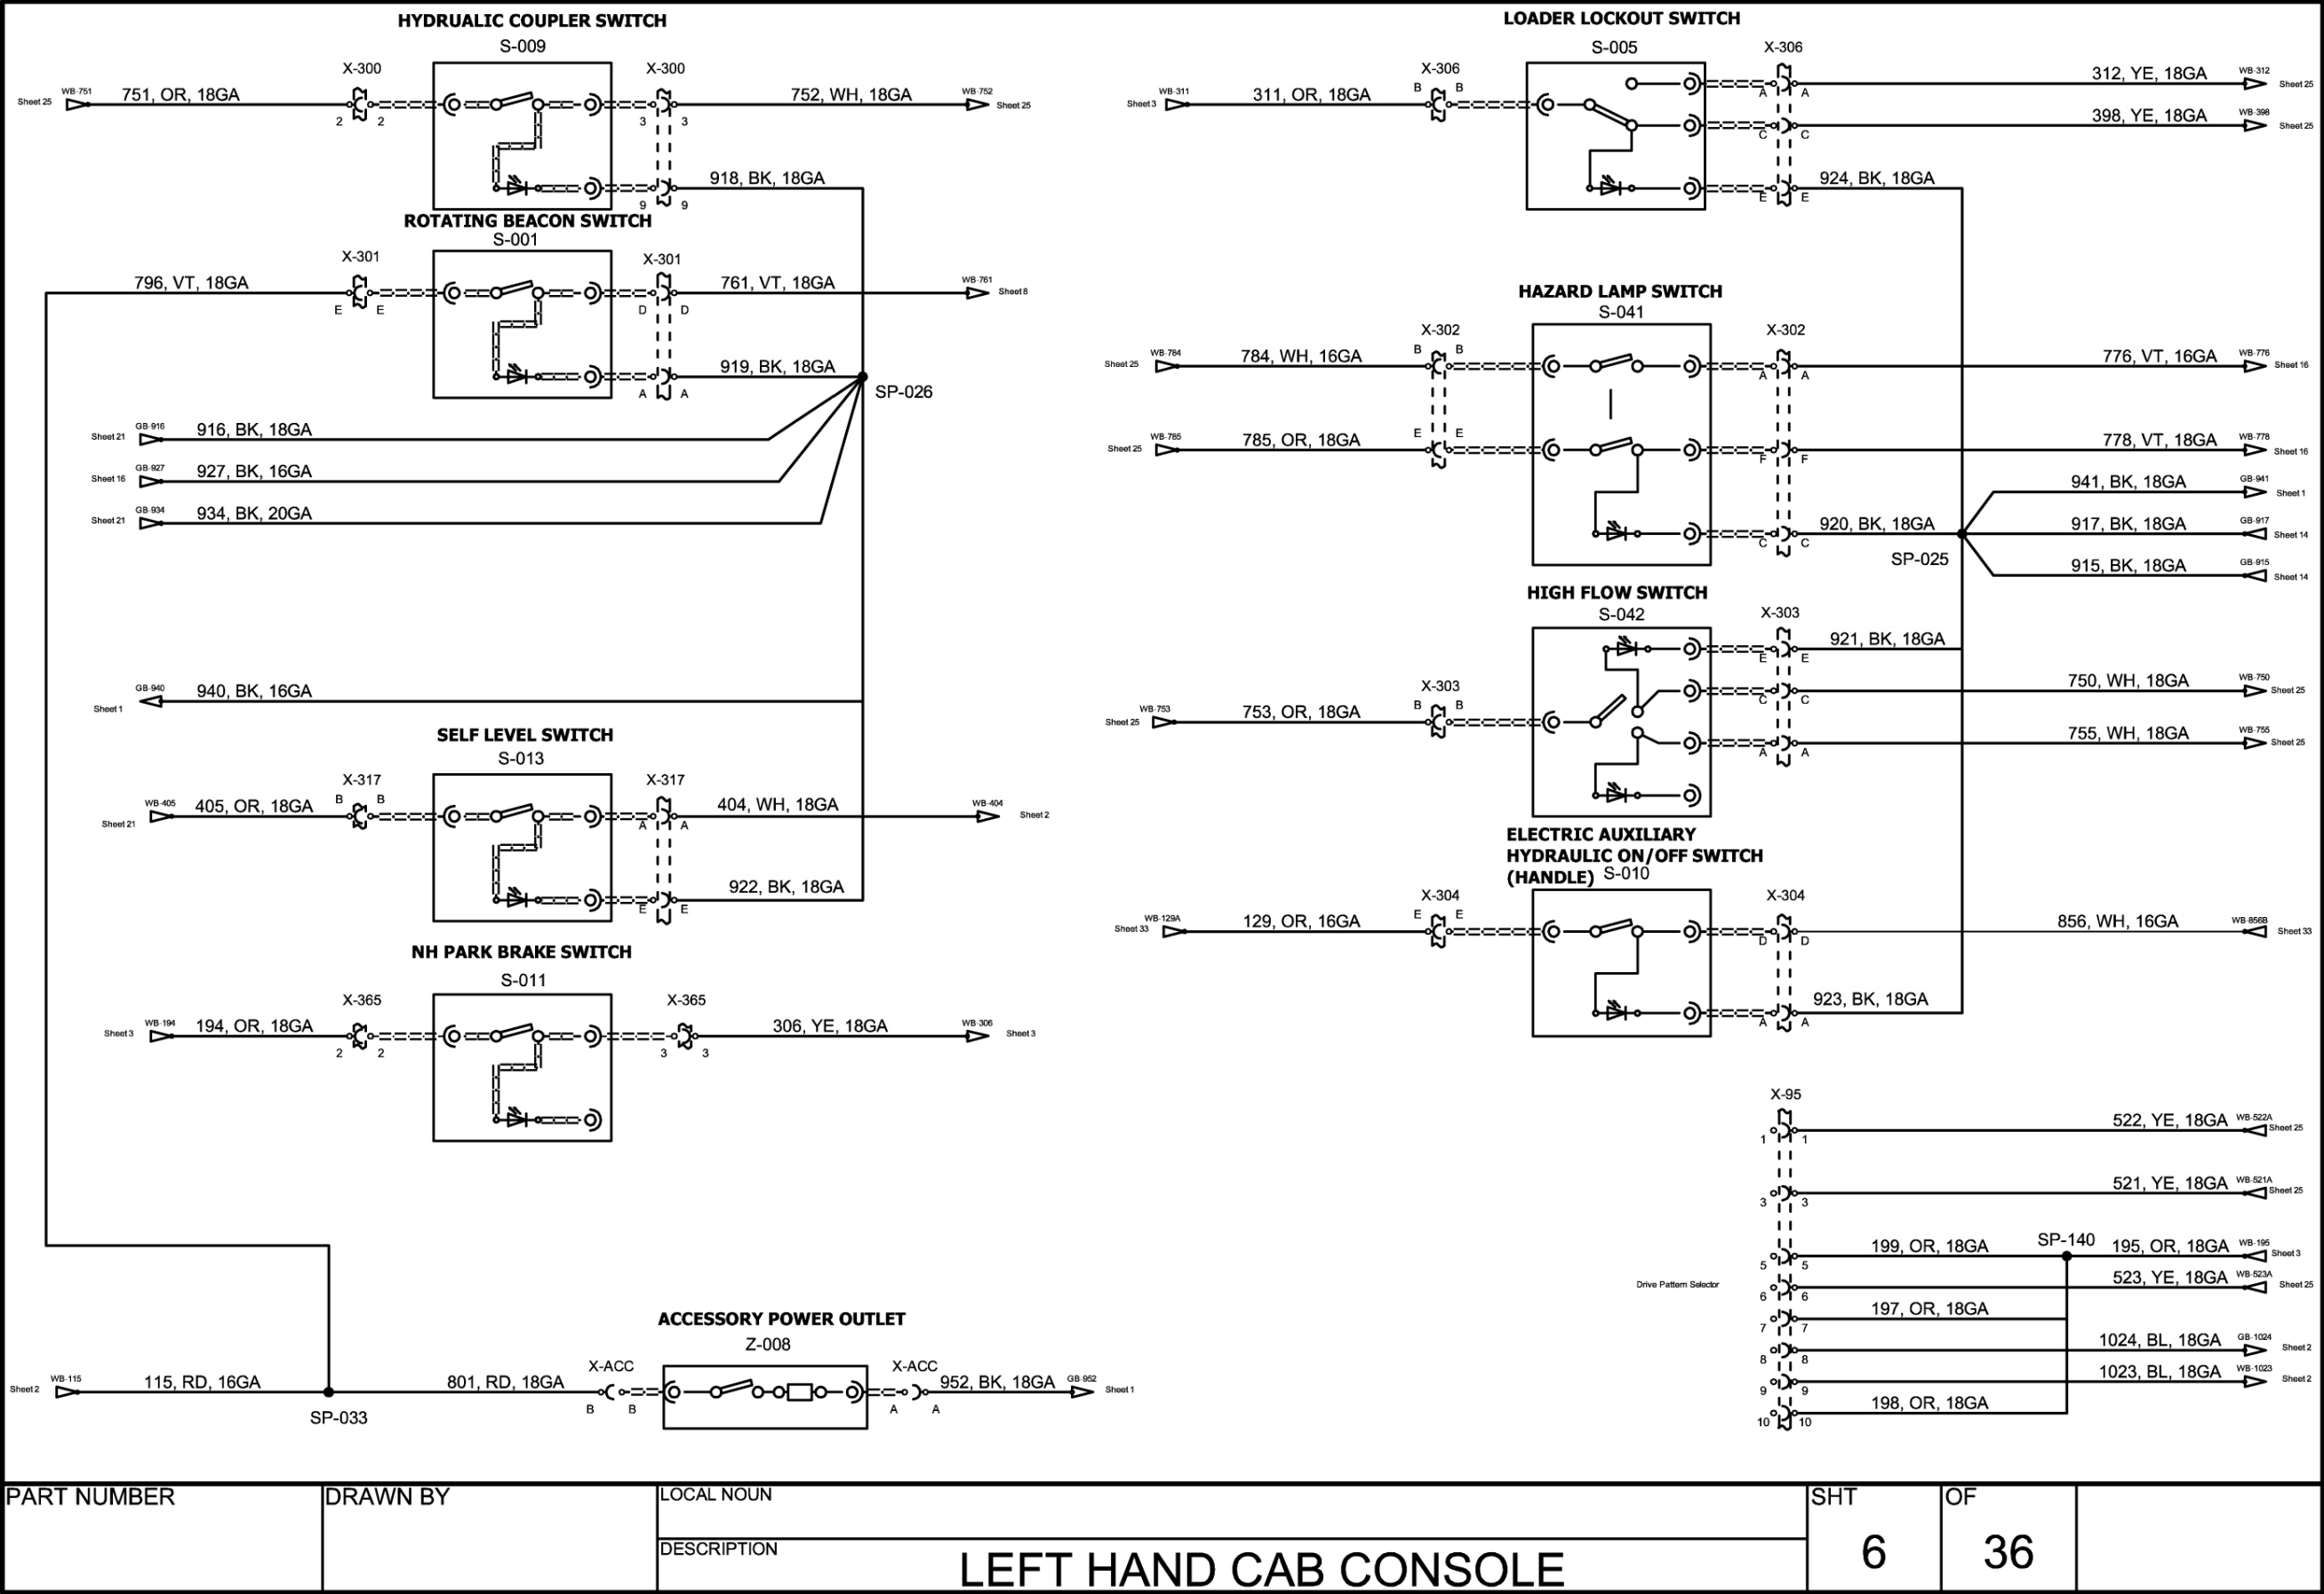 HYDRUALIC COUPLER SWITCH
S-009
X-300
X-300
Sheet 25
WB-751
751, OR, 18GA
2
2
3
3
752, WH, 18GA
WB-752
Sheet 25
918, BK, 18GA
9
9
ROTATING BEACON SWITCH
S-001
X-301
X-301
796, VT, 18GA
E
E
D
D
761, VT, 18GA
WB-761
Sheet 8
919, BK, 18GA
A
A
SP-026
Sheet 21
GB-916
916, BK, 18GA
Sheet 16
GB-927
927, BK, 16GA
Sheet 21
GB-934
934, BK, 20GA
Sheet 1
GB-940
940, BK, 16GA
SELF LEVEL SWITCH
S-013
X-317
X-317
Sheet 21
WB-405
405, OR, 18GA
B
B
A
A
404, WH, 18GA
WB-404
Sheet 2
922, BK, 18GA
E
E
NH PARK BRAKE SWITCH
S-011
X-365
X-365
Sheet 3
WB-194
194, OR, 18GA
2
2
3
3
306, YE, 18GA
WB-306
Sheet 3
ACCESSORY POWER OUTLET
Z-008
X-ACC
X-ACC
Sheet 2
WB-115
115, RD, 16GA
SP-033
801, RD, 18GA
B
B
A
A
952, BK, 18GA
GB-952
Sheet 1
LOADER LOCKOUT SWITCH
S-005
X-306
X-306
Sheet 3
WB-311
311, OR, 18GA
B
B
A
A
312, YE, 18GA
WB-312
Sheet 25
C
C
398, YE, 18GA
WB-398
Sheet 25
E
E
924, BK, 18GA
HAZARD LAMP SWITCH
S-041
X-302
X-302
Sheet 25
WB-784
784, WH, 16GA
B
B
A
A
776, VT, 16GA
WB-776
Sheet 16
Sheet 25
WB-785
785, OR, 18GA
E
E
F
F
778, VT, 18GA
WB-778
Sheet 16
941, BK, 18GA
GB-941
Sheet 1
C
C
920, BK, 18GA
SP-025
917, BK, 18GA
GB-917
Sheet 14
915, BK, 18GA
GB-915
Sheet 14
HIGH FLOW SWITCH
S-042
X-303
X-303
E
E
921, BK, 18GA
Sheet 25
WB-753
753, OR, 18GA
B
B
C
C
750, WH, 18GA
WB-750
Sheet 25
A
A
755, WH, 18GA
WB-755
Sheet 25
ELECTRIC AUXILIARY
HYDRAULIC ON/OFF SWITCH
(HANDLE) S-010
X-304
X-304
Sheet 33
WB-129A
129, OR, 16GA
E
E
D
D
856, WH, 16GA
WB-856B
Sheet 33
A
A
923, BK, 18GA
X-95
1
1
522, YE, 18GA
WB-522A
Sheet 25
3
3
521, YE, 18GA
WB-521A
Sheet 25
5
5
199, OR, 18GA
SP-140
195, OR, 18GA
WB-195
Sheet 3
Drive Pattern Selector
6
6
523, YE, 18GA
WB-523A
Sheet 25
7
7
197, OR, 18GA
8
8
1024, BL, 18GA
GB-1024
Sheet 2
9
9
1023, BL, 18GA
WB-1023
Sheet 2
10
10
198, OR, 18GA
PART NUMBER
DRAWN BY
LOCAL NOUN
DESCRIPTION
LEFT HAND CAB CONSOLE
SHT
6
OF
36